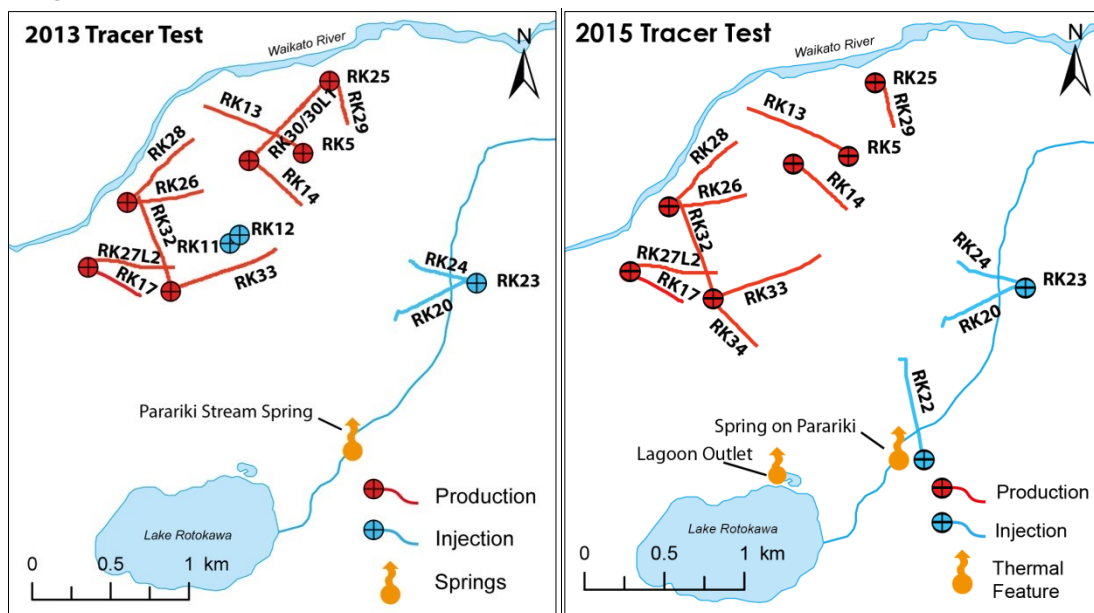 2013 Tracer Test
Waikato River
N
RK25
RK13
RK30/30L1
RK29
RK5
RK28
RK26
RK14
RK32
RK12
RK11
RK27L2
RK17
RK33
RK24
RK23
RK20
Parariki Stream Spring
Production
Lake Rotokawa
Injection
0 0.5 1 km
Springs
2015 Tracer Test
Waikato River
N
RK25
RK13
RK29
RK28
RK5
RK26
RK14
RK32
RK27L2
RK17
RK33
RK24
RK23
RK20
RK34
RK22
Spring on Parariki
Lagoon Outlet
Production
Lake Rotokawa
Injection
0 0.5 1 km
Thermal
Feature